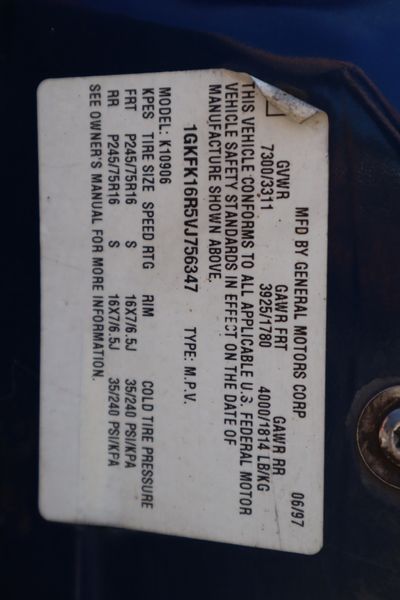 MFD BY GENERAL MOTORS CORP 06/97
GVWR GAWR FRT GAWR RR
7300/3311 3925/1780 4000/1814 LB/KG
THIS VEHICLE CONFORMS TO ALL APPLICABLE U.S. FEDERAL MOTOR
VEHICLE SAFETY STANDARDS IN EFFECT ON THE DATE OF
MANUFACTURE SHOWN ABOVE.
1GKFK16R5VJ756347 TYPE: M.P.V.
MODEL: K10906
KPES TIRE SIZE SPEED RTG RIM COLD TIRE PRESSURE
FRT P245/75R16 S 16X7/6.5J 35/240 PSI/KPA
RR P245/75R16 S 16X7/6.5J 35/240 PSI/KPA
SEE OWNER'S MANUAL FOR MORE INFORMATION.